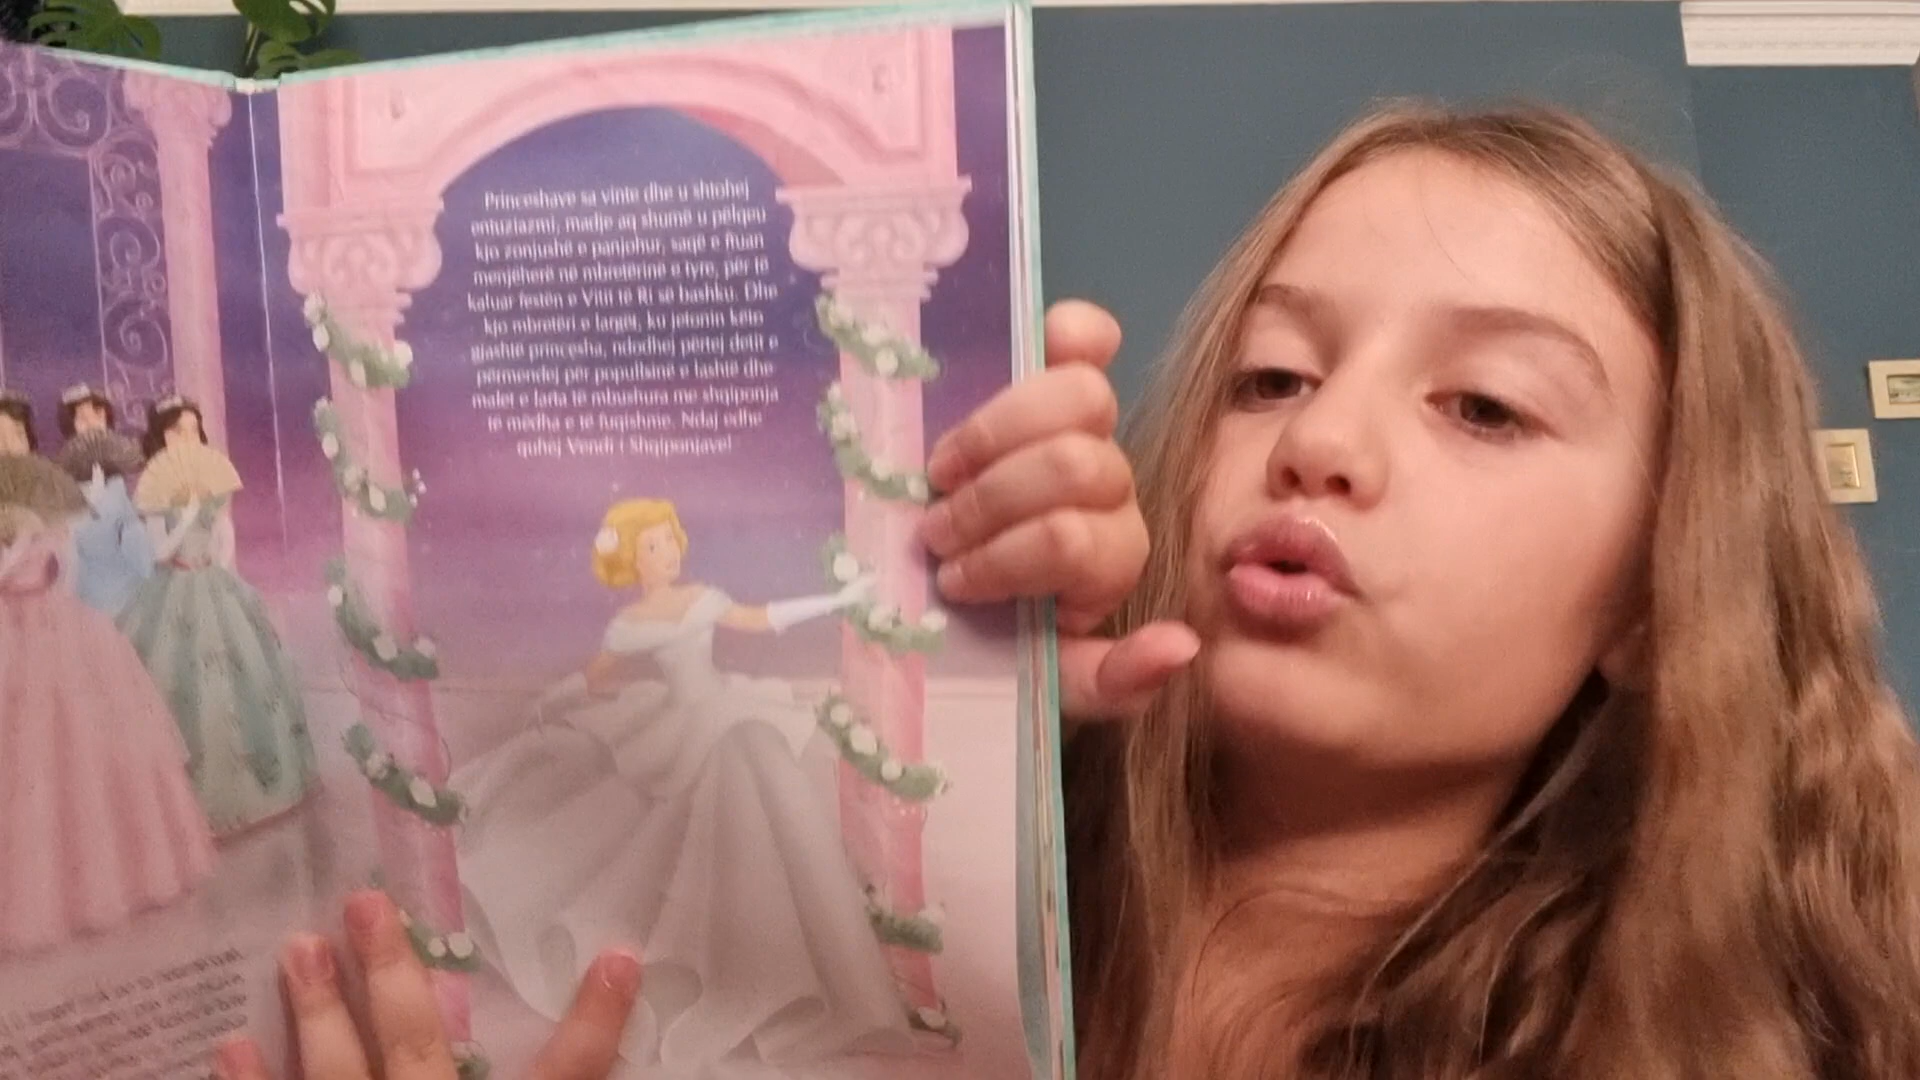 Princeshave sa vinte dhe u shtohej
entuziazmi, madje aq shumë u pëlqeu
kjo zonjushë e panjohur, saqë e ftuan
menjëherë në mbretërinë e tyre, për të
kaluar festën e Vitit të Ri së bashku. Dhe
kjo mbretëri e largët, ku jetonin këto
gjashtë princesha, ndodhej përtej detit e
përmendej për popullsinë e lashtë dhe
malet e larta të mbushura me shqiponja
të mëdha e të fuqishme. Ndaj edhe
quhej Vendi i Shqiponjave!